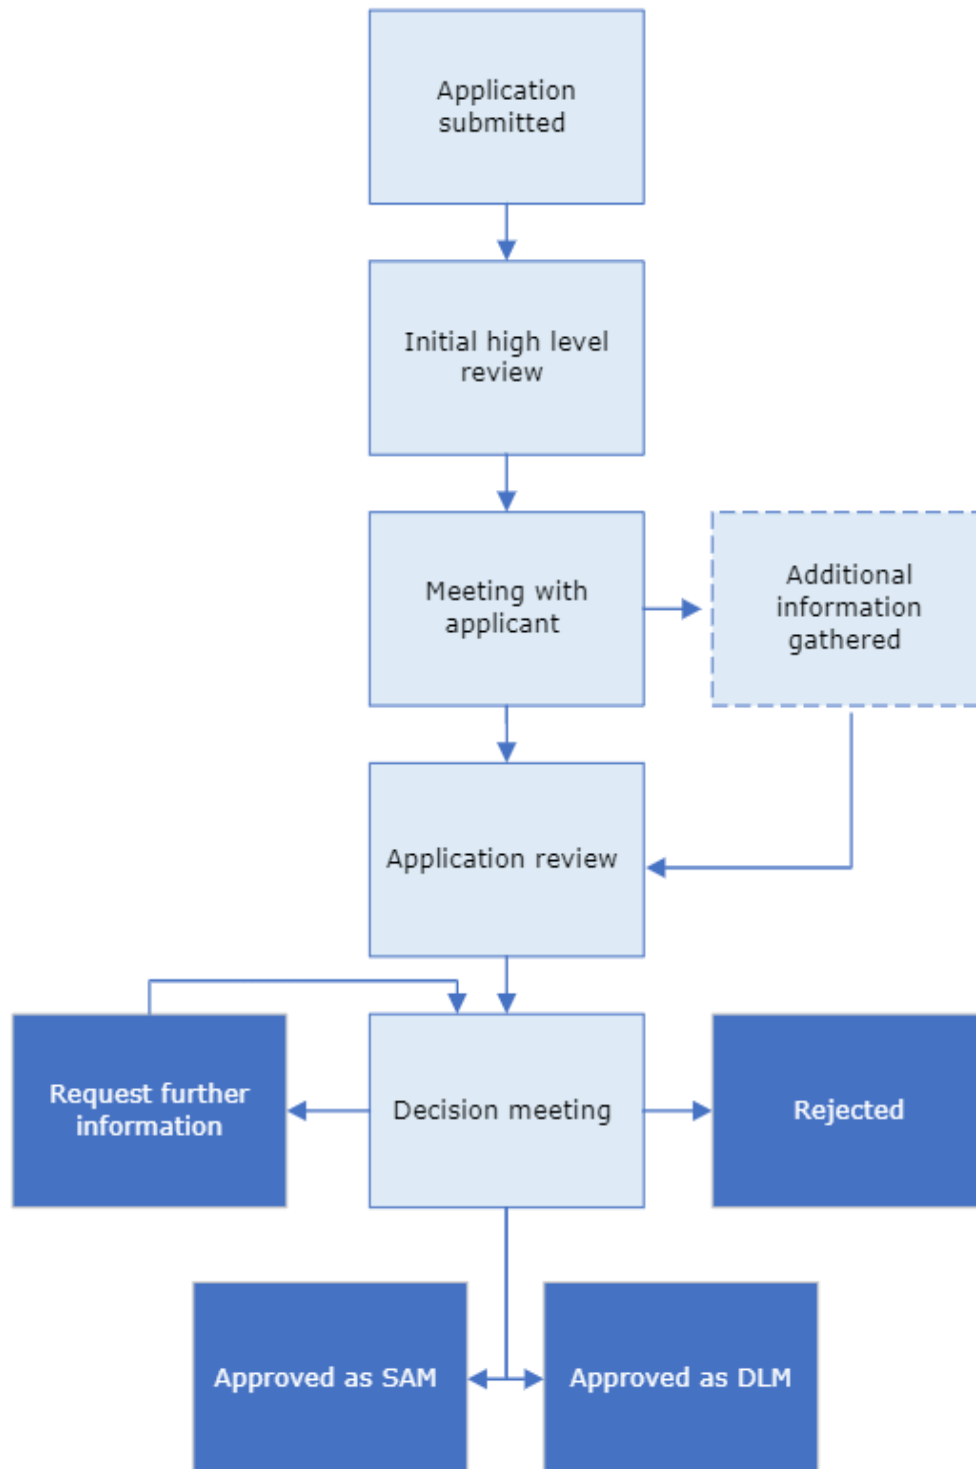 Application
submitted
Initial high level
review
Meeting with
applicant
Additional
information
gathered
Application review
Request further
information
Decision meeting
Rejected
Approved as SAM
Approved as DLM